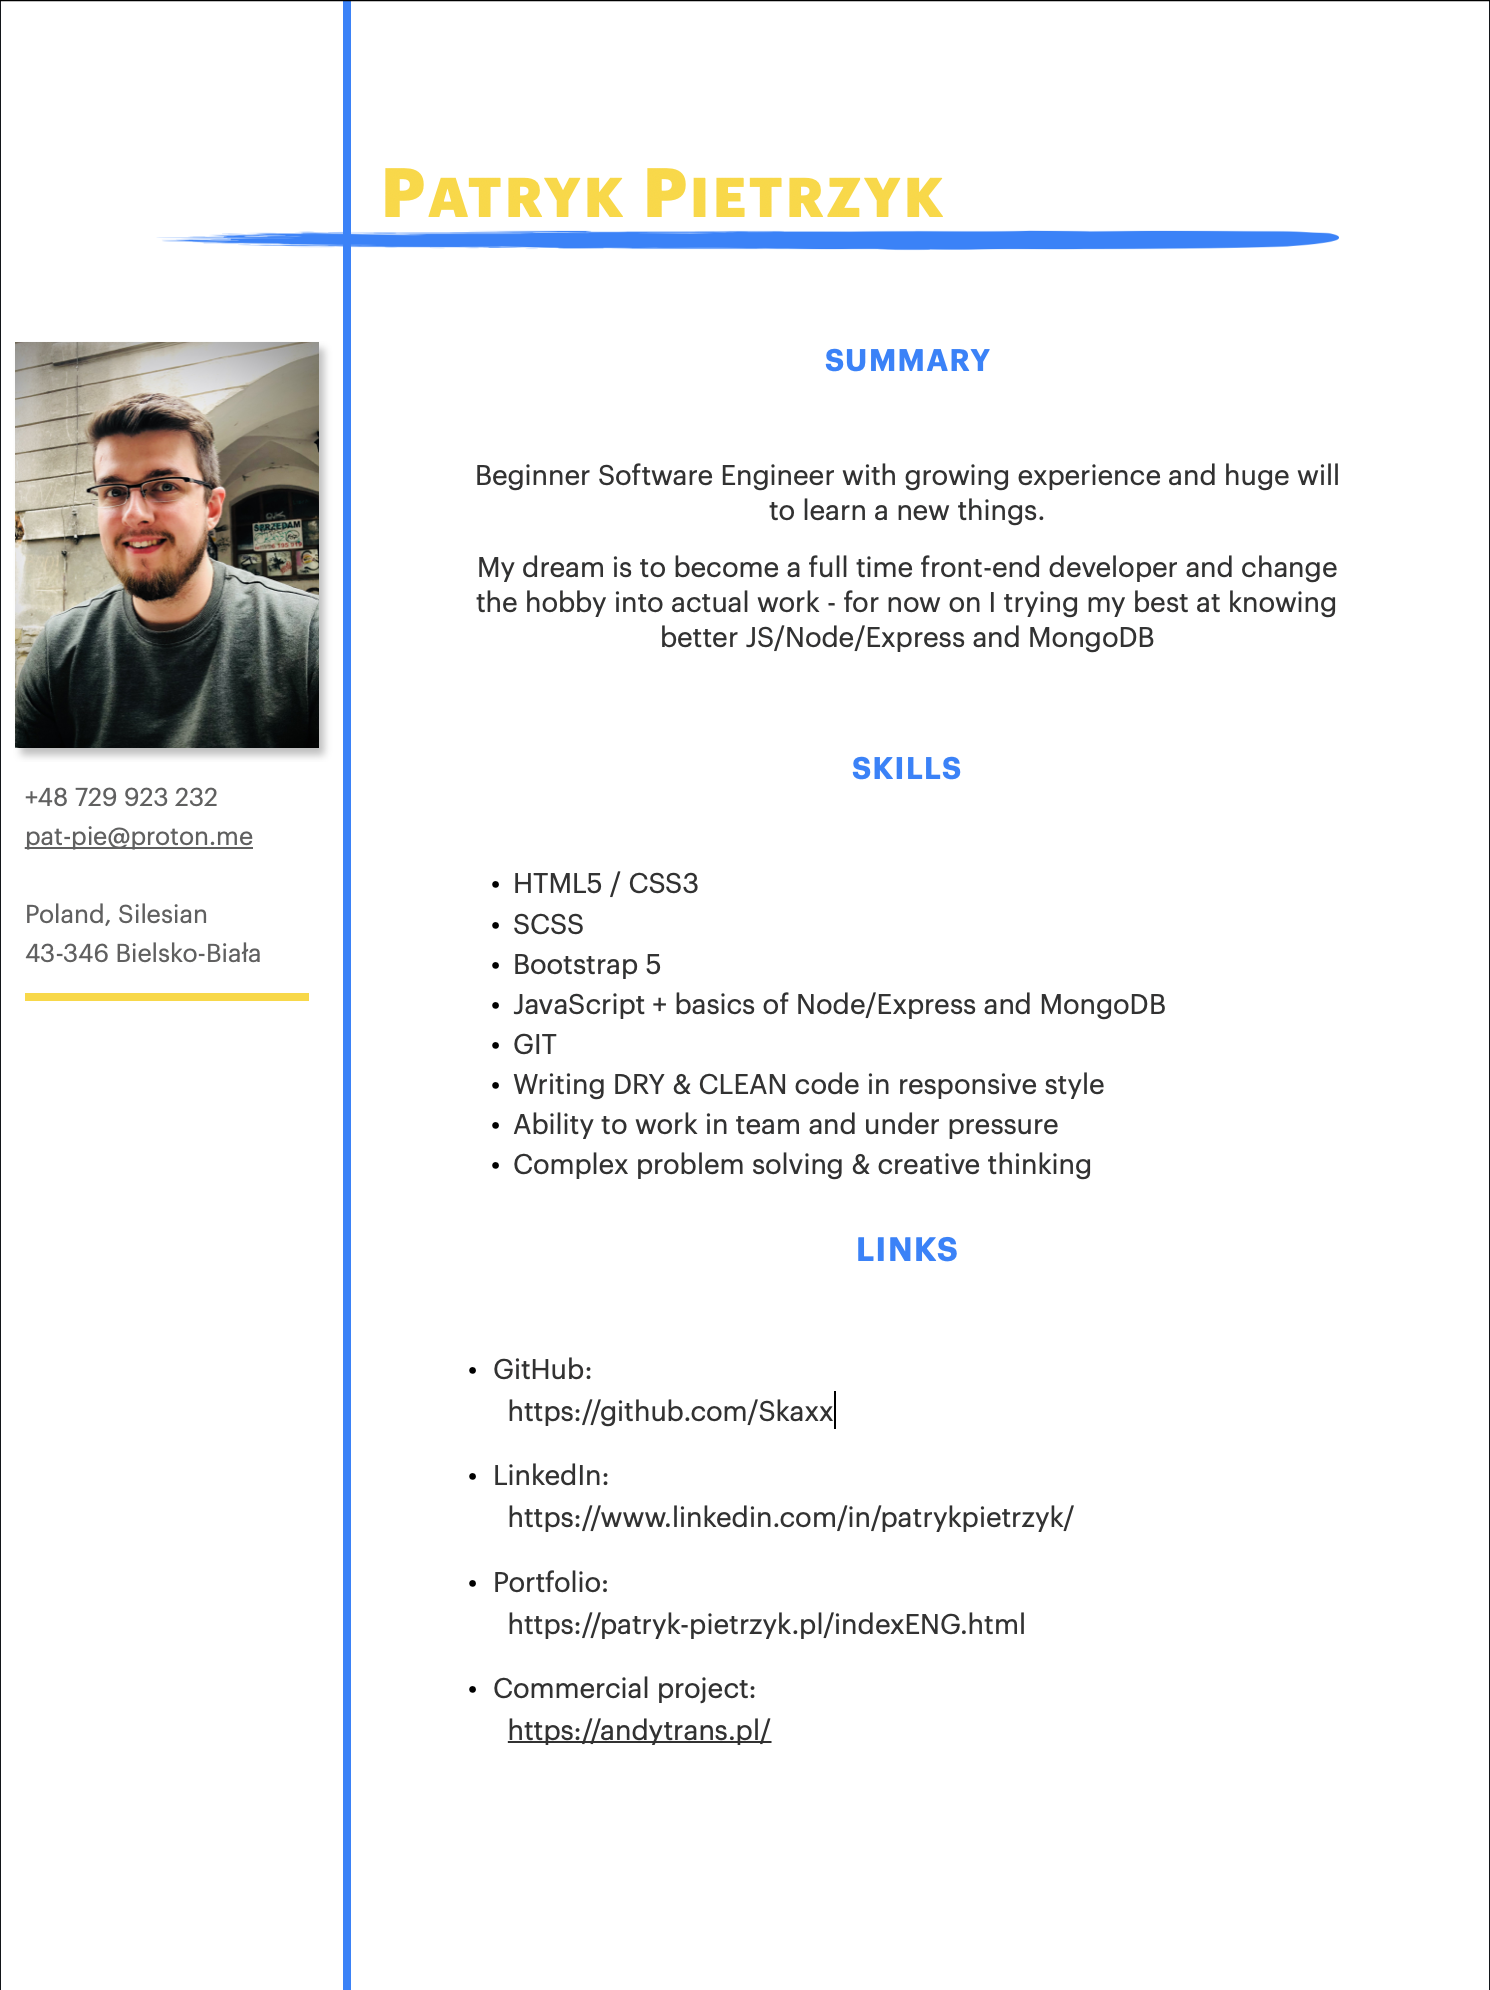 Patryk Pietrzyk
SUMMARY
Beginner Software Engineer with growing experience and huge will
to learn a new things.
My dream is to become a full time front-end developer and change
the hobby into actual work - for now on I trying my best at knowing
better JS/Node/Express and MongoDB
SPRZEDAM
+48 729 923 232
pat-pie@proton.me
Poland, Silesian
43-346 Bielsko-Biała
SKILLS
• HTML5 / CSS3
• SCSS
• Bootstrap 5
• JavaScript + basics of Node/Express and MongoDB
• GIT
• Writing DRY & CLEAN code in responsive style
• Ability to work in team and under pressure
• Complex problem solving & creative thinking
LINKS
• GitHub:
https://github.com/Skaxx
• LinkedIn:
https://www.linkedin.com/in/patrykpietrzyk/
• Portfolio:
https://patryk-pietrzyk.pl/indexENG.html
• Commercial project:
https://andytrans.pl/